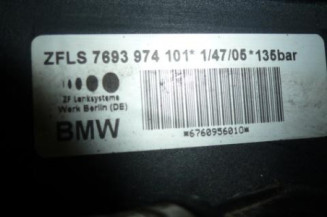 ZFLS 7693 974 101* 1/47/05 *135bar
ZF Lenksysteme
Werk Berlin (DE)
BMW
*6760956010*